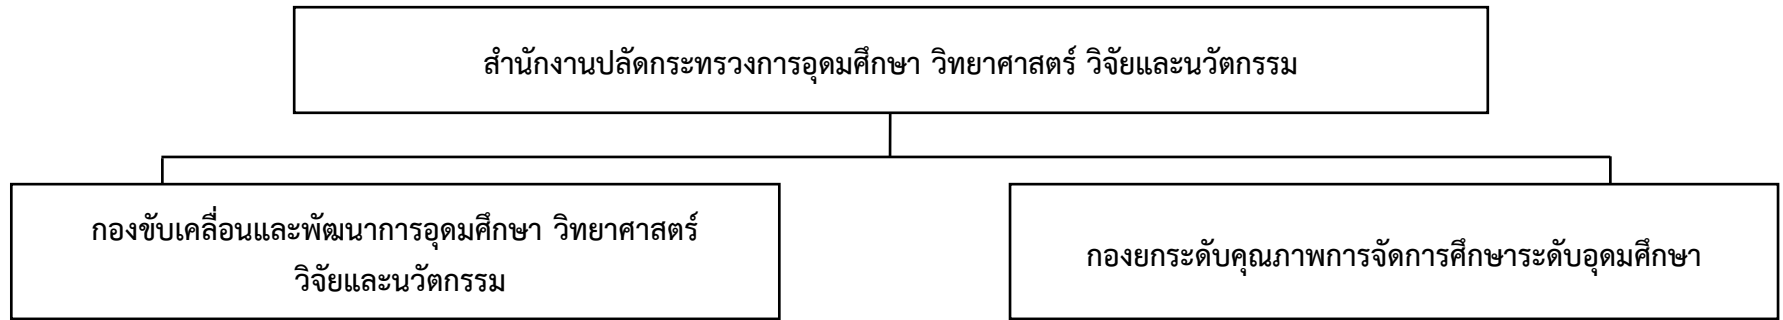 สำนักงานปลัดกระทรวงการอุดมศึกษา วิทยาศาสตร์ วิจัยและนวัตกรรม
กองขับเคลื่อนและพัฒนาการอุดมศึกษา วิทยาศาสตร์
วิจัยและนวัตกรรม
กองยกระดับคุณภาพการจัดการศึกษาระดับอุดมศึกษา